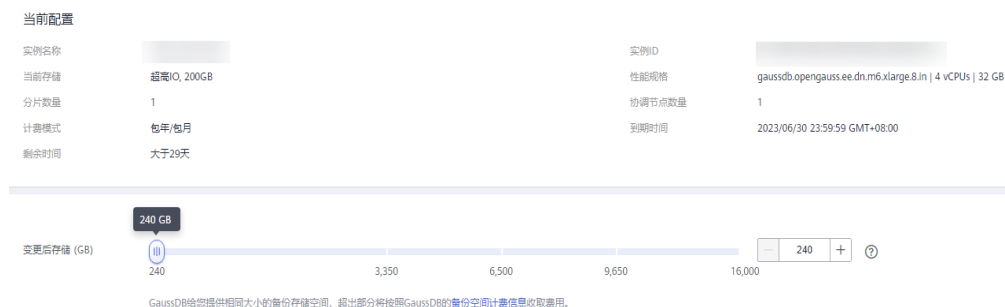 当前配置
实例名称 实例ID
当前存储 超高IO, 200GB 性能规格 gaussdb.opengauss.ee.dn.m6.xlarge.8.in | 4 vCPUs | 32 GB
分片数量 1 协调节点数量 1
计费模式 包年/包月 到期时间 2023/06/30 23:59:59 GMT+08:00
剩余时间 大于29天
240 GB
变更后存储 (GB) 240
240 3,350 6,500 9,650 16,000
GaussDB给您提供相同大小的备份存储空间，超出部分将按照GaussDB的备份空间计费信息收取费用。